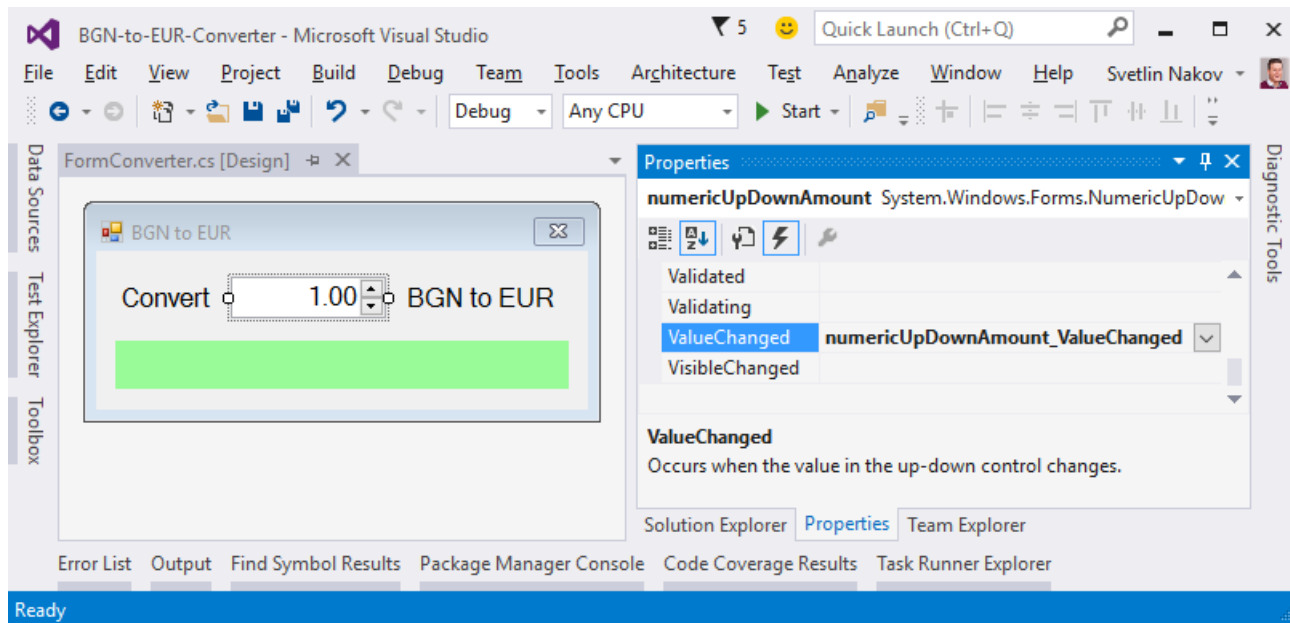 BGN-to-EUR-Converter - Microsoft Visual Studio
5
Quick Launch (Ctrl+Q)
File Edit View Project Build Debug Team Tools Architecture Test Analyze Window Help Svetlin Nakov
Debug Any CPU Start
Data Sources
Test Explorer
Toolbox
FormConverter.cs [Design]
BGN to EUR
Convert 1.00 BGN to EUR
Properties
numericUpDownAmount System.Windows.Forms.NumericUpDow
Validated
Validating
ValueChanged numericUpDownAmount_ValueChanged
VisibleChanged
ValueChanged
Occurs when the value in the up-down control changes.
Solution Explorer Properties Team Explorer
Diagnostic Tools
Error List Output Find Symbol Results Package Manager Console Code Coverage Results Task Runner Explorer
Ready